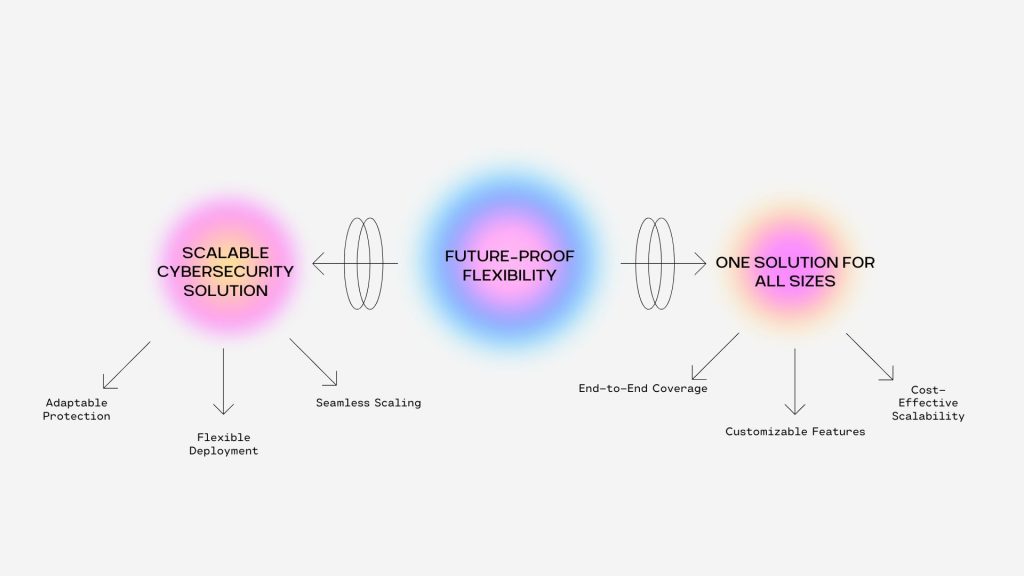 SCALABLE
CYBERSECURITY
SOLUTION
FUTURE-PROOF
FLEXIBILITY
ONE SOLUTION FOR
ALL SIZES
Adaptable
Protection
Flexible
Deployment
Seamless Scaling
End-to-End Coverage
Customizable Features
Cost-
Effective
Scalability